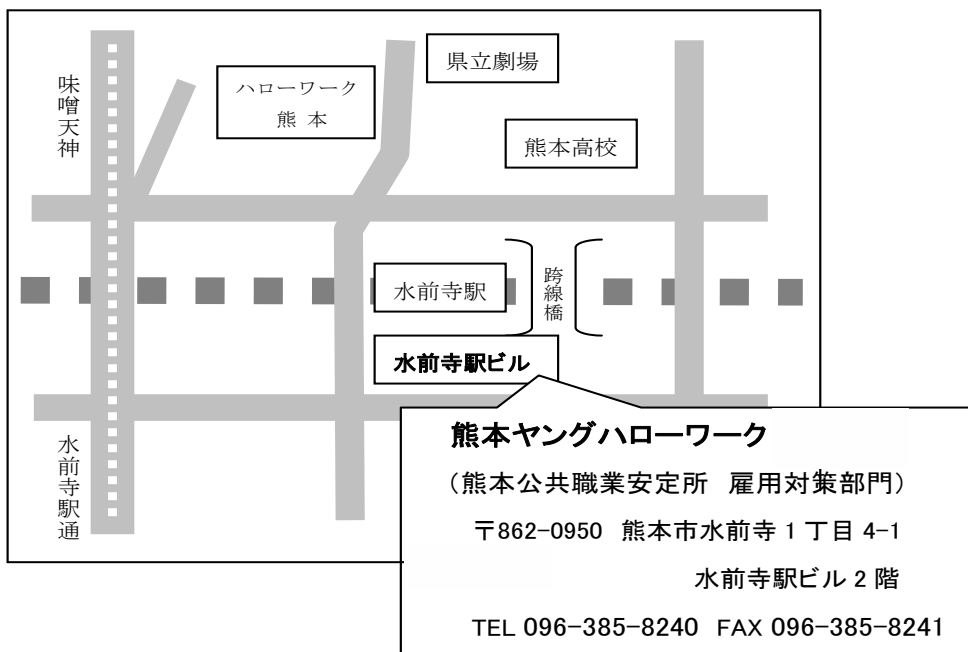 県立劇場
味噌天神
ハローワーク
熊 本
熊本高校
水前寺駅
跨線橋
水前寺駅ビル
水前寺駅通
熊本ヤングハローワーク
（熊本公共職業安定所 雇用対策部門）
〒862-0950 熊本市水前寺１丁目 4-1
水前寺駅ビル 2 階
TEL 096-385-8240 FAX 096-385-8241